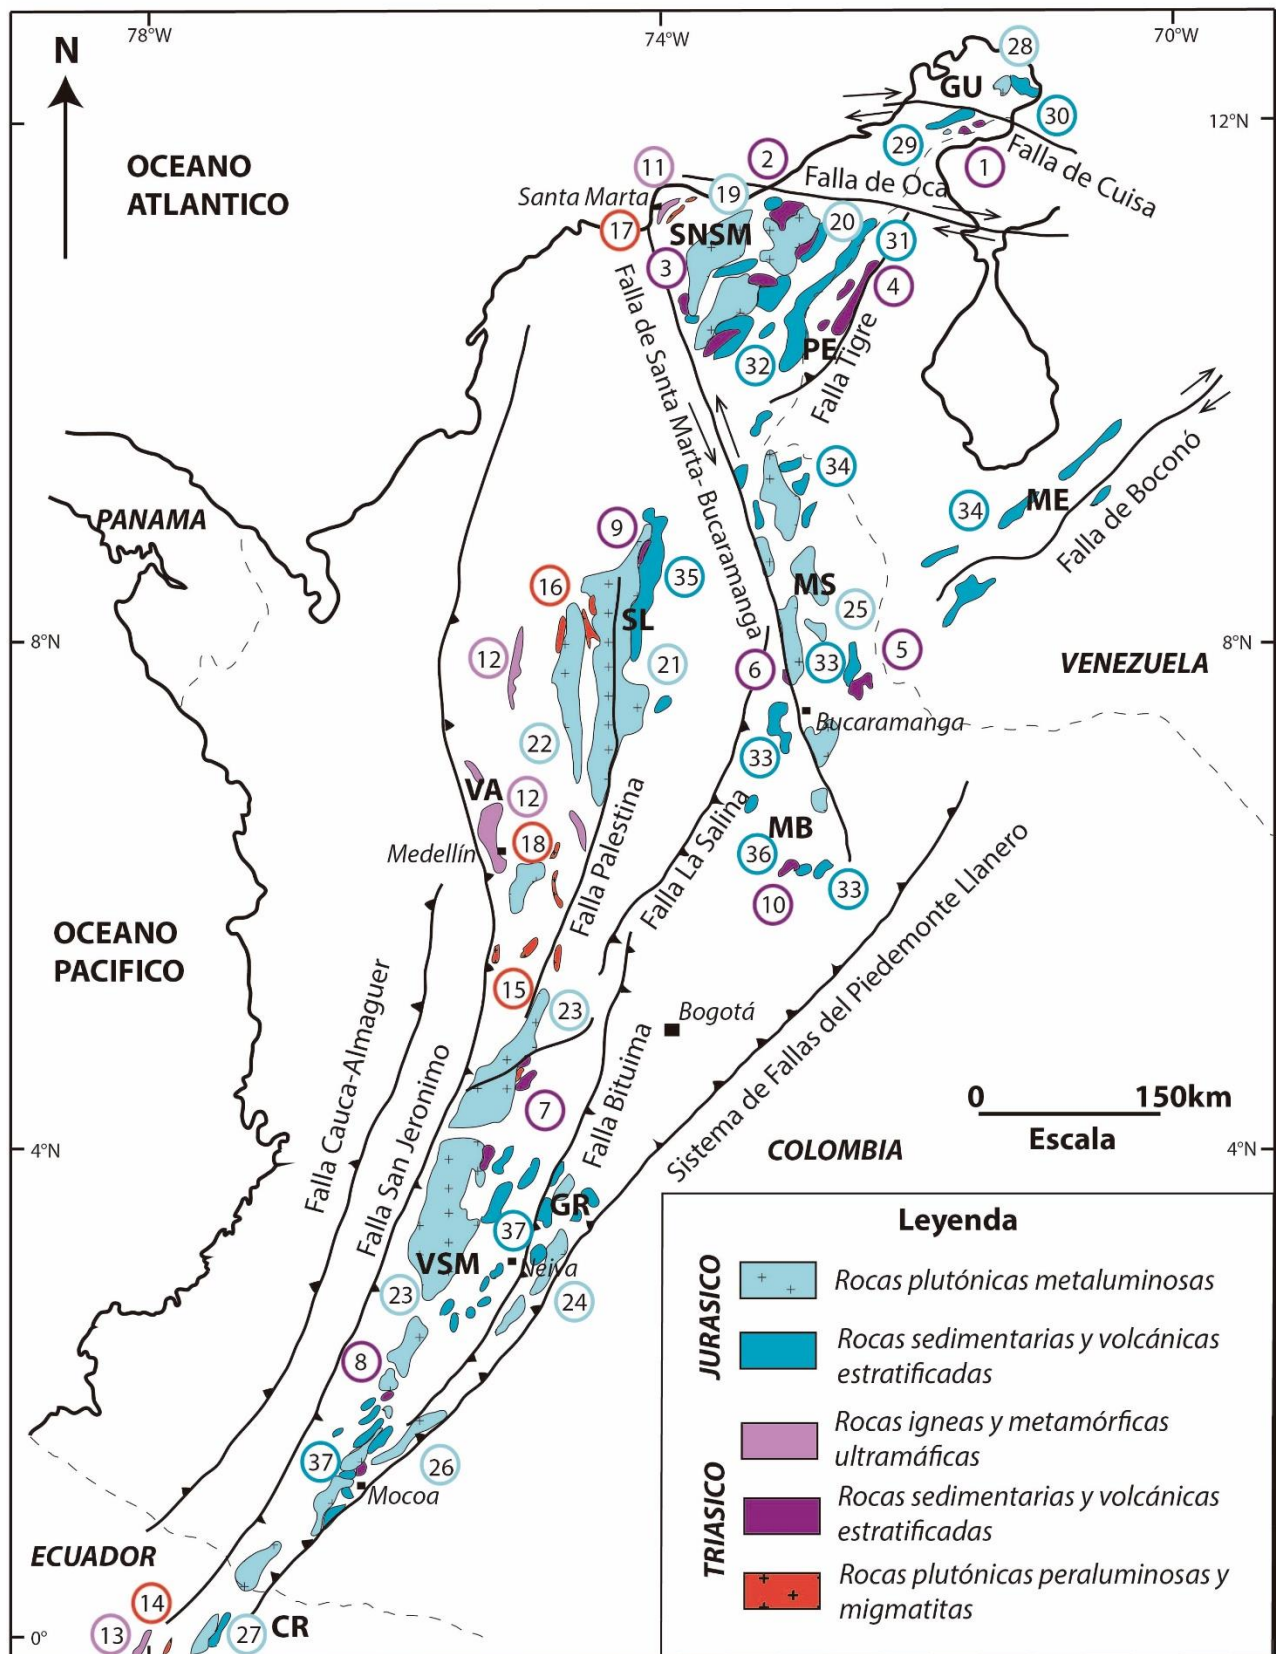 78°W
74°W
70°W
N
28
GU
30
12°N
OCEANO
ATLANTICO
29
11
2
1
Falla de Cuisa
Santa Marta
19
Falla de Oca
17
SNSM
20
31
3
4
Falla de Santa Marta- Bucaramanga
PE
32
Falla Tigre
34
PANAMA
ME
34
Falla de Boconó
9
16
35
MS
SL
25
8°N
12
21
6
33
5
8°N
VENEZUELA
22
Bucaramanga
33
VA
12
Falla Palestina
Falla La Salina
MB
Medellín
18
36
33
10
OCEANO
PACIFICO
Falla Cauca-Almaguer
15
23
Bogotá
Falla San Jeronimo
Falla Bituima
Sistema de Fallas del Piedemonte Llanero
7
0
150km
Escala
4°N
COLOMBIA
4°N
GR
37
VSM
Neiva
23
24
8
37
26
Mocoa
ECUADOR
14
13
27
CR
0°
Leyenda
JURASICO
Rocas plutónicas metaluminosas
Rocas sedimentarias y volcánicas
estratificadas
TRIASICO
Rocas igneas y metamórficas
ultramáficas
Rocas sedimentarias y volcánicas
estratificadas
Rocas plutónicas peraluminosas y
migmatitas